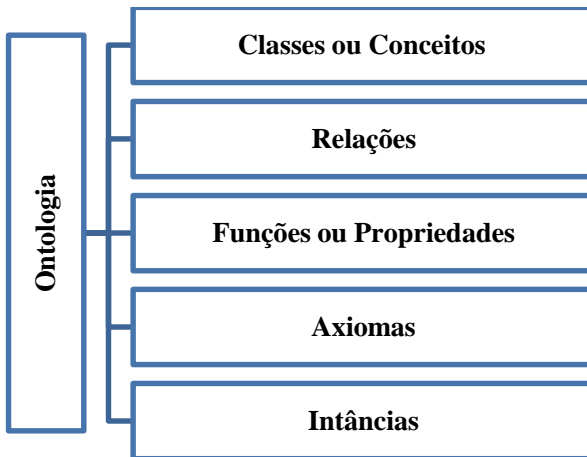 Ontologia
Classes ou Conceitos
Relações
Funções ou Propriedades
Axiomas
Intâncias